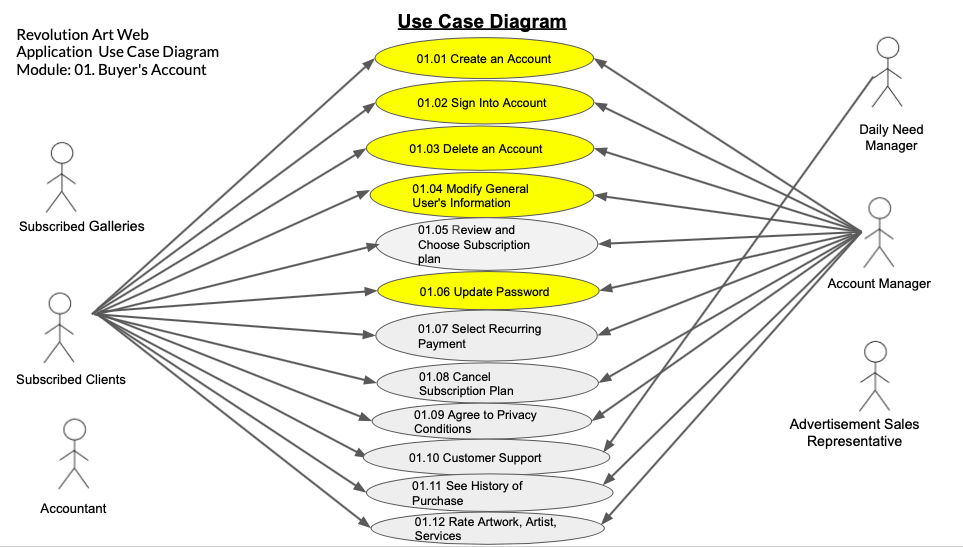 Use Case Diagram
Revolution Art Web
Application Use Case Diagram
Module: 01. Buyer's Account
01.01 Create an Account
01.02 Sign Into Account
01.03 Delete an Account
01.04 Modify General
User's Information
01.05 Review and
Choose Subscription
plan
01.06 Update Password
01.07 Select Recurring
Payment
01.08 Cancel
Subscription Plan
01.09 Agree to Privacy
Conditions
01.10 Customer Support
01.11 See History of
Purchase
01.12 Rate Artwork, Artist,
Services
Subscribed Galleries
Subscribed Clients
Accountant
Daily Need
Manager
Account Manager
Advertisement Sales
Representative